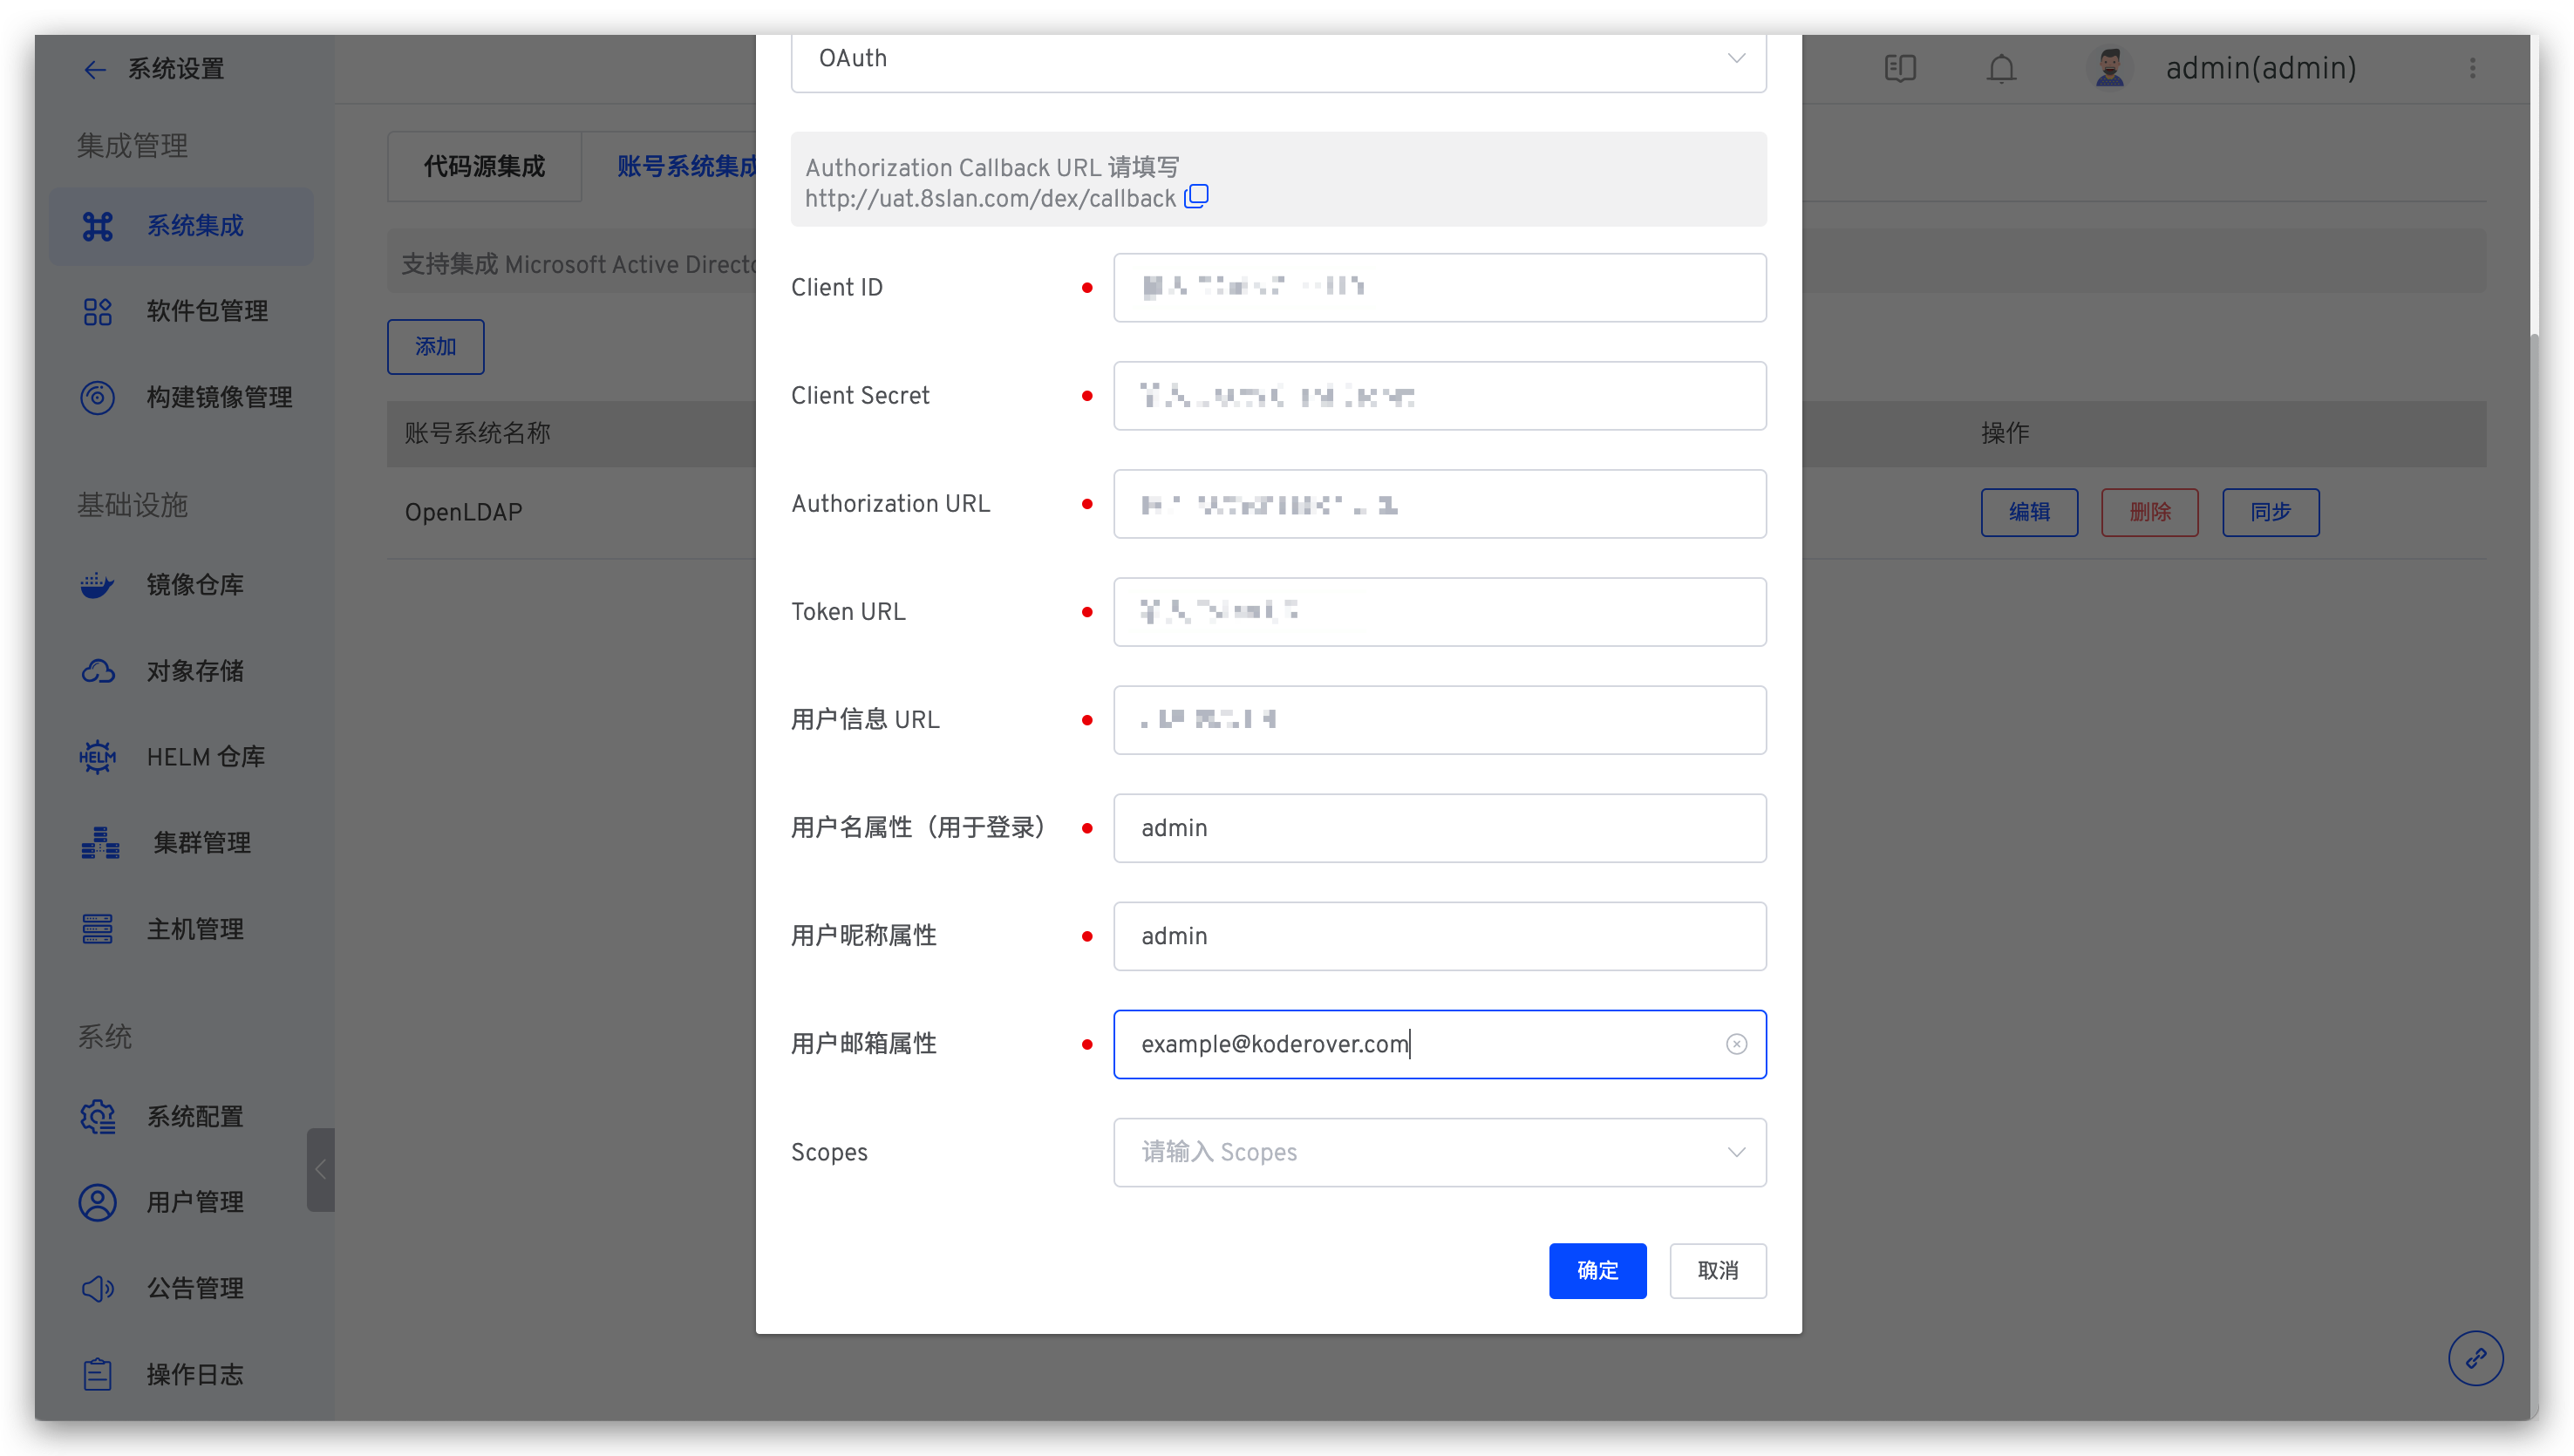 系统设置
集成管理
系统集成
软件包管理
构建镜像管理
基础设施
镜像仓库
对象存储
HELM
HELM 仓库
集群管理
主机管理
系统
系统配置
用户管理
公告管理
操作日志
admin(admin)
代码源集成
账号系统集成
支持集成 Microsoft Active
添加
账号系统名称
操作
OpenLDAP
编辑
删除
同步
OAuth
Authorization Callback URL 请填写
http://uat.8slan.com/dex/callback
Client ID
Client Secret
Authorization URL
Token URL
用户信息 URL
用户名属性（用于登录）
admin
用户昵称属性
admin
用户邮箱属性
example@koderover.com
Scopes
请输入 Scopes
确定
取消